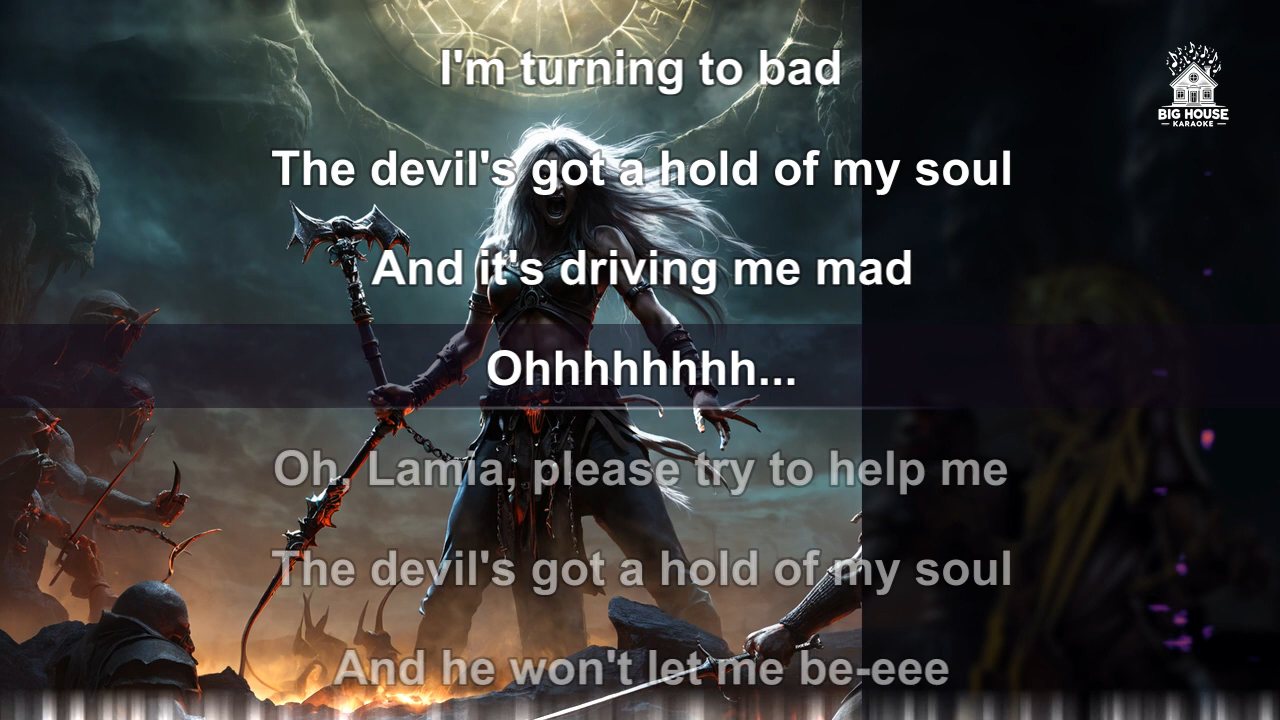 I'm turning to bad
BIG HOUSE
KARAOKE
The devil's got a hold of my soul
And it's driving me mad
Ohhhhhhhh...
Oh, Lamia, please try to help me
The devil's got a hold of my soul
And he won't let me be-eee